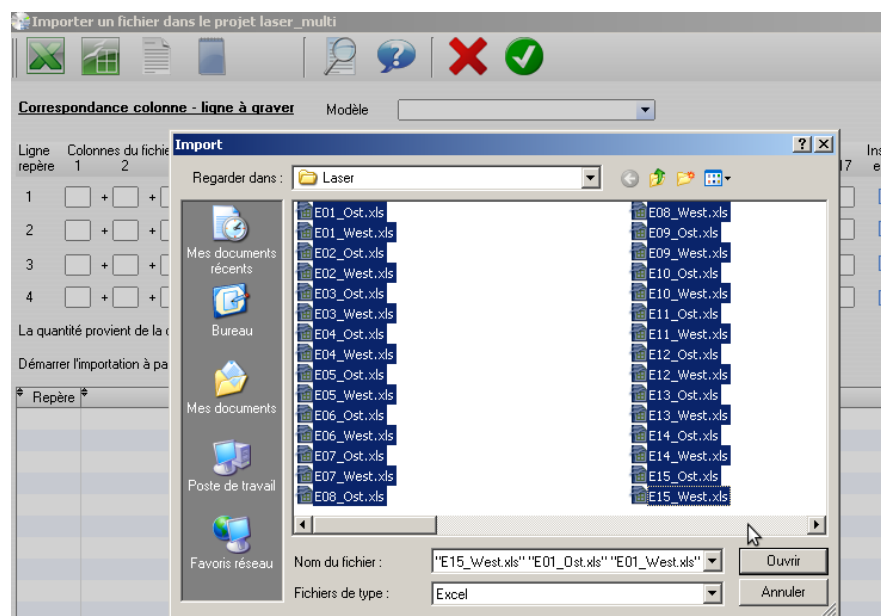 Importer un fichier dans le projet laser_multi
Correspondance colonne - ligne à graver
Modèle
Ligne repère
Colonnes du fichie
1 2
17
Ins
e
1 + +
2 + +
3 + +
4 + +
La quantité provient de la c
Démarrer l'importation à pa
Repère
Import
Regarder dans :
Laser
Mes documents récents
Bureau
Mes documents
Poste de travail
Favoris réseau
E01_Ost.xls
E01_West.xls
E02_Ost.xls
E02_West.xls
E03_Ost.xls
E03_West.xls
E04_Ost.xls
E04_West.xls
E05_Ost.xls
E05_West.xls
E06_Ost.xls
E06_West.xls
E07_Ost.xls
E07_West.xls
E08_Ost.xls
E08_West.xls
E09_Ost.xls
E09_West.xls
E10_Ost.xls
E10_West.xls
E11_Ost.xls
E11_West.xls
E12_Ost.xls
E12_West.xls
E13_Ost.xls
E13_West.xls
E14_Ost.xls
E14_West.xls
E15_Ost.xls
E15_West.xls
Nom du fichier :
"E15_West.xls" "E01_Ost.xls" "E01_West.xls"
Ouvrir
Fichiers de type :
Excel
Annuler